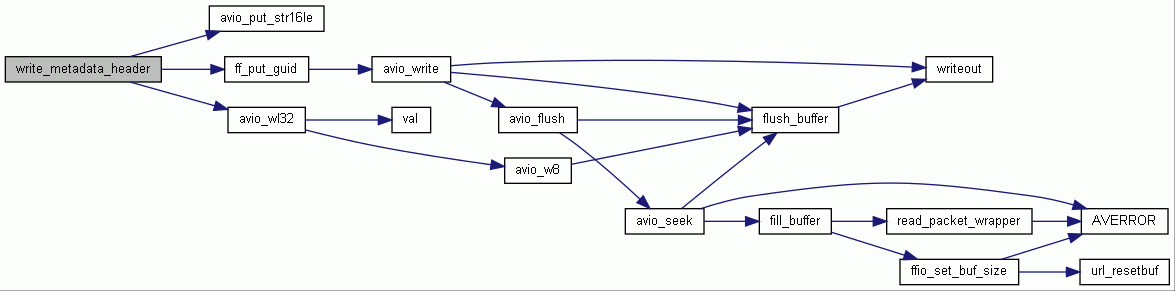 avio_put_str16le
write_metadata_header
ff_put_guid
avio_write
writeout
avio_wl32
val
avio_flush
flush_buffer
avio_w8
avio_seek
fill_buffer
read_packet_wrapper
AVERROR
ffio_set_buf_size
url_resetbuf